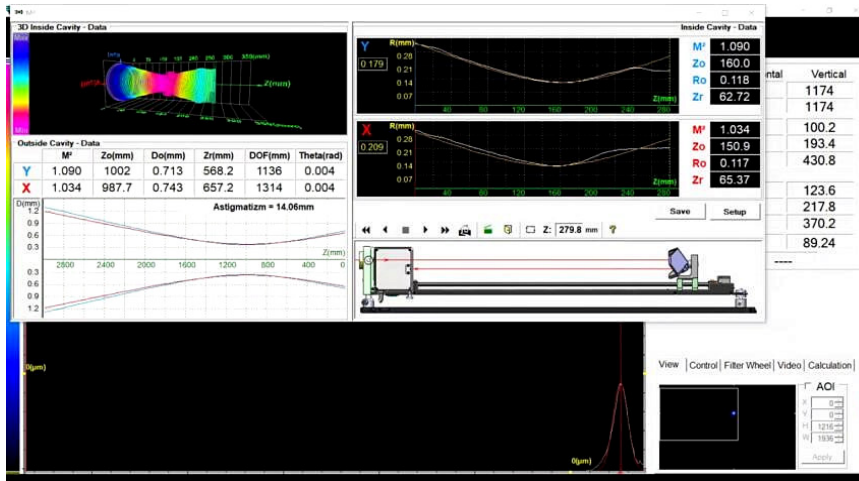 3D Inside Cavity - Data
Inside Cavity - Data
Max
Min
Z(mm)
Y
R(mm)
0.179
0.28
0.21
0.14
0.07
40 80 120 160 200 240 280
Z(mm)
M² 1.090
Zo 160.0
Ro 0.118
Zr 62.72
X
R(mm)
0.209
0.28
0.21
0.14
0.07
40 80 120 160 200 240 280
Z(mm)
M² 1.034
Zo 150.9
Ro 0.117
Zr 65.37
Outside Cavity - Data
M² Zo(mm) Do(mm) Zr(mm) DOF(mm) Theta(rad)
Y 1.090 1002 0.713 568.2 1136 0.004
X 1.034 987.7 0.743 657.2 1314 0.004
D(mm)
Astigmatizm = 14.06mm
1.2
0.9
0.6
0.3
Z(mm)
2800 2400 2000 1600 1200 800 400 0
0.3
0.6
0.9
1.2
Save Setup
Z: 279.8 mm
?
ntal Vertical
1174
1174
100.2
193.4
430.8
123.6
217.8
370.2
89.24
----
0(µm)
0(µm)
View Control Filter Wheel Video Calculation
AOI
X 0
Y 0
H 1216
W 1936
Apply